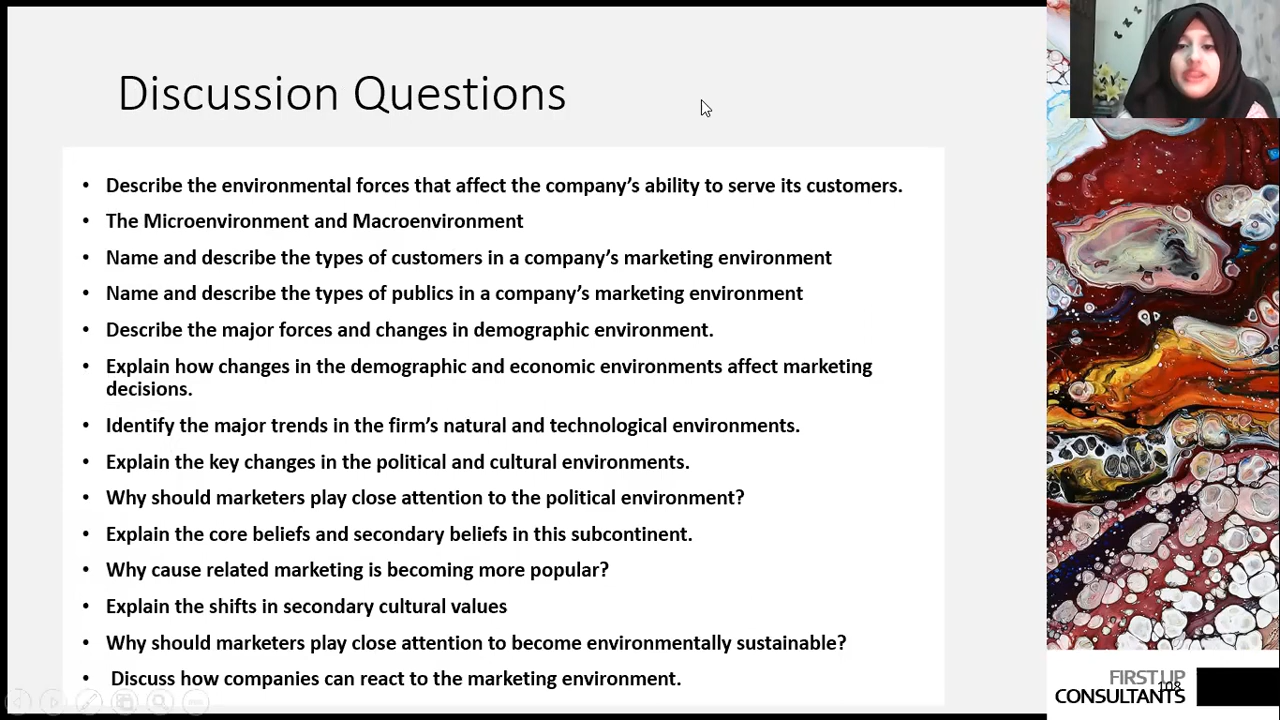 Discussion Questions
• Describe the environmental forces that affect the company’s ability to serve its customers.
• The Microenvironment and Macroenvironment
• Name and describe the types of customers in a company’s marketing environment
• Name and describe the types of publics in a company’s marketing environment
• Describe the major forces and changes in demographic environment.
• Explain how changes in the demographic and economic environments affect marketing
decisions.
• Identify the major trends in the firm’s natural and technological environments.
• Explain the key changes in the political and cultural environments.
• Why should marketers play close attention to the political environment?
• Explain the core beliefs and secondary beliefs in this subcontinent.
• Why cause related marketing is becoming more popular?
• Explain the shifts in secondary cultural values
• Why should marketers play close attention to become environmentally sustainable?
• Discuss how companies can react to the marketing environment.
FIRST UP
CONSULTANTS
108